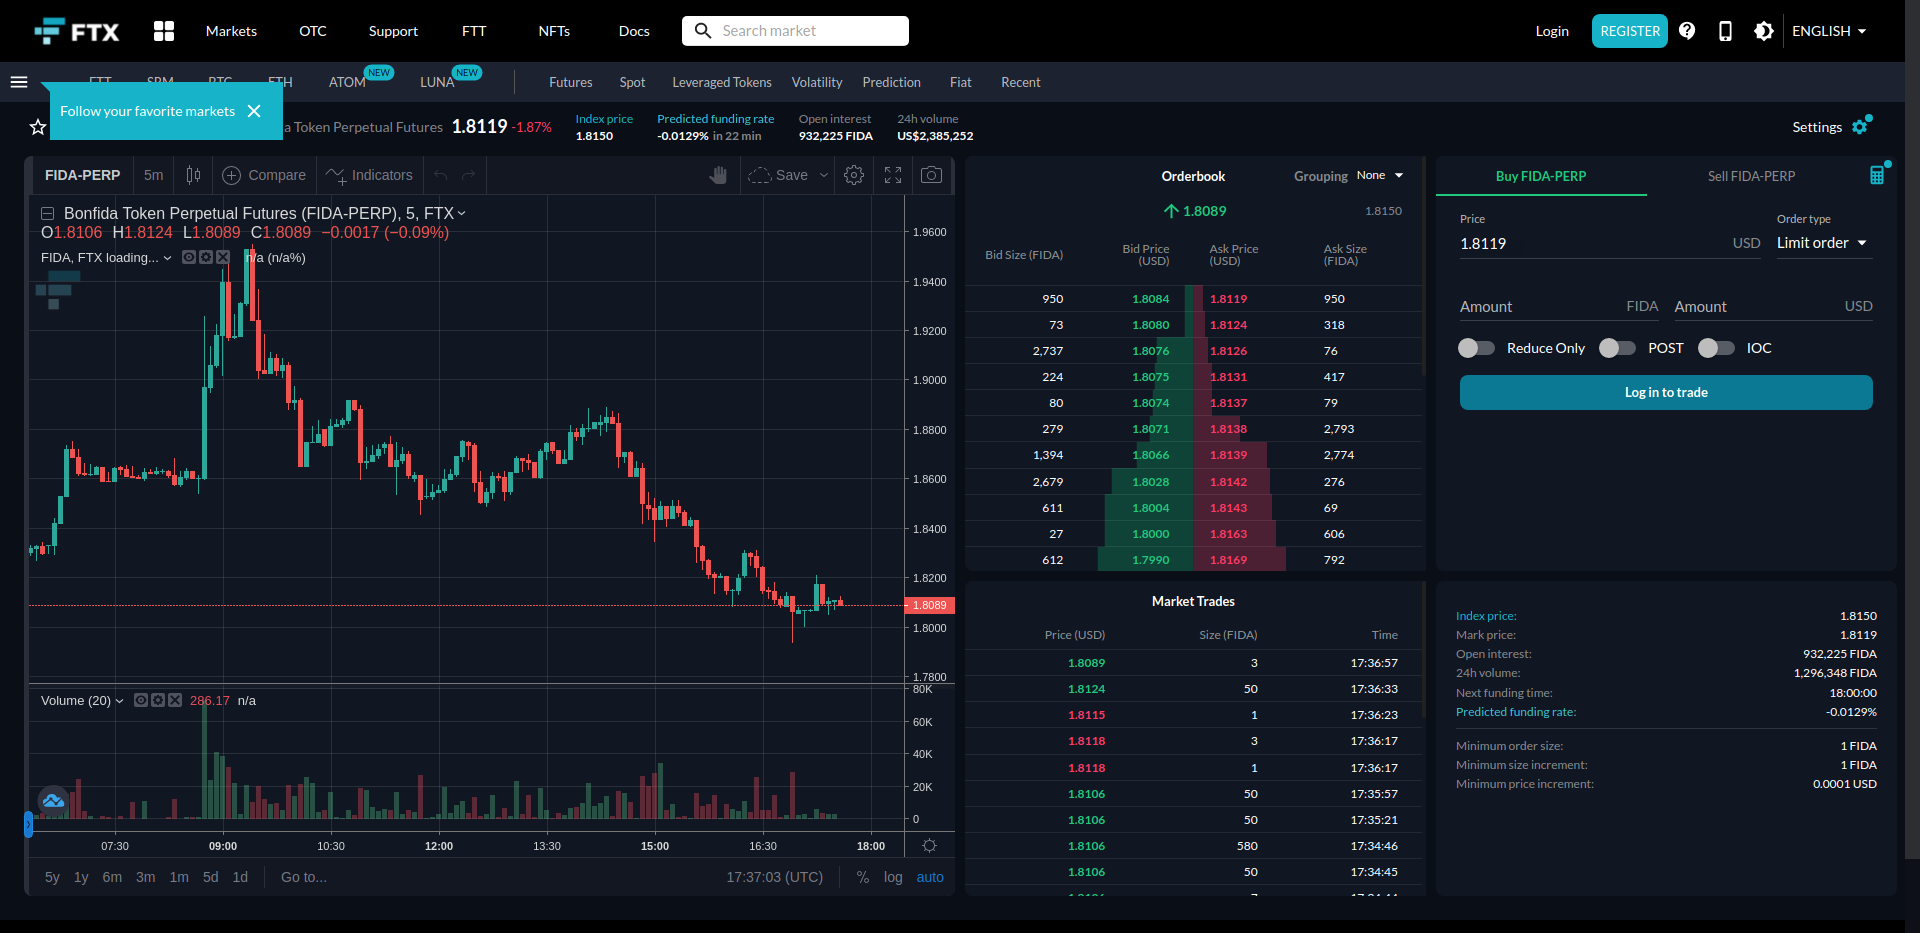 FTX
Markets OTC Support FTT NFTs Docs Search market Login REGISTER ENGLISH
ATOM NEW LUNA NEW Futures Spot Leveraged Tokens Volatility Prediction Fiat Recent
Follow your favorite markets
a Token Perpetual Futures 1.8119 -1.87%
Index price
1.8150
Predicted funding rate
-0.0129% in 22 min
Open interest
932,225 FIDA
24h volume
US$2,385,252
Settings
FIDA-PERP 5m Compare Indicators Save
Bonfida Token Perpetual Futures (FIDA-PERP), 5, FTX
O1.8106 H1.8124 L1.8089 C1.8089 −0.0017 (−0.09%)
FIDA, FTX loading... n/a (n/a%)
1.9600
1.9400
1.9200
1.9000
1.8800
1.8600
1.8400
1.8200
1.8089
1.8000
1.7800
Volume (20) 286.17 n/a
80K
60K
40K
20K
0
07:30 09:00 10:30 12:00 13:30 15:00 16:30 18:00
5y 1y 6m 3m 1m 5d 1d Go to... 17:37:03 (UTC) % log auto
Orderbook Grouping None
1.8089 1.8150
Bid Size (FIDA) Bid Price (USD) Ask Price (USD) Ask Size (FIDA)
950 1.8084 1.8119 950
73 1.8080 1.8124 318
2,737 1.8076 1.8126 76
224 1.8075 1.8131 417
80 1.8074 1.8137 79
279 1.8071 1.8138 2,793
1,394 1.8066 1.8139 2,774
2,679 1.8028 1.8142 276
611 1.8004 1.8143 69
27 1.8000 1.8163 606
612 1.7990 1.8169 792
Market Trades
Price (USD) Size (FIDA) Time
1.8089 3 17:36:57
1.8124 50 17:36:33
1.8115 1 17:36:23
1.8118 3 17:36:17
1.8118 1 17:36:17
1.8106 50 17:35:57
1.8106 50 17:35:21
1.8106 580 17:34:46
1.8106 50 17:34:45
Buy FIDA-PERP Sell FIDA-PERP
Price Order type
1.8119 USD Limit order
Amount FIDA Amount USD
Reduce Only POST IOC
Log in to trade
Index price: 1.8150
Mark price: 1.8119
Open interest: 932,225 FIDA
24h volume: 1,296,348 FIDA
Next funding time: 18:00:00
Predicted funding rate: -0.0129%
Minimum order size: 1 FIDA
Minimum size increment: 1 FIDA
Minimum price increment: 0.0001 USD